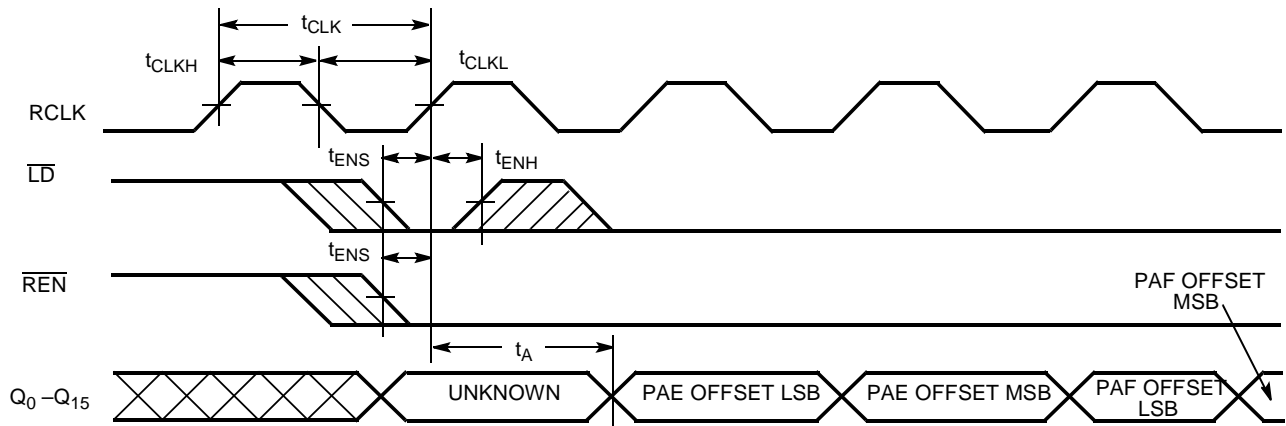 tCLK
tCLKH
tCLKL
RCLK
tENS
tENH
LD
tENS
REN
PAF OFFSET
MSB
tA
Q0 –Q15
UNKNOWN
PAE OFFSET LSB
PAE OFFSET MSB
PAF OFFSET
LSB